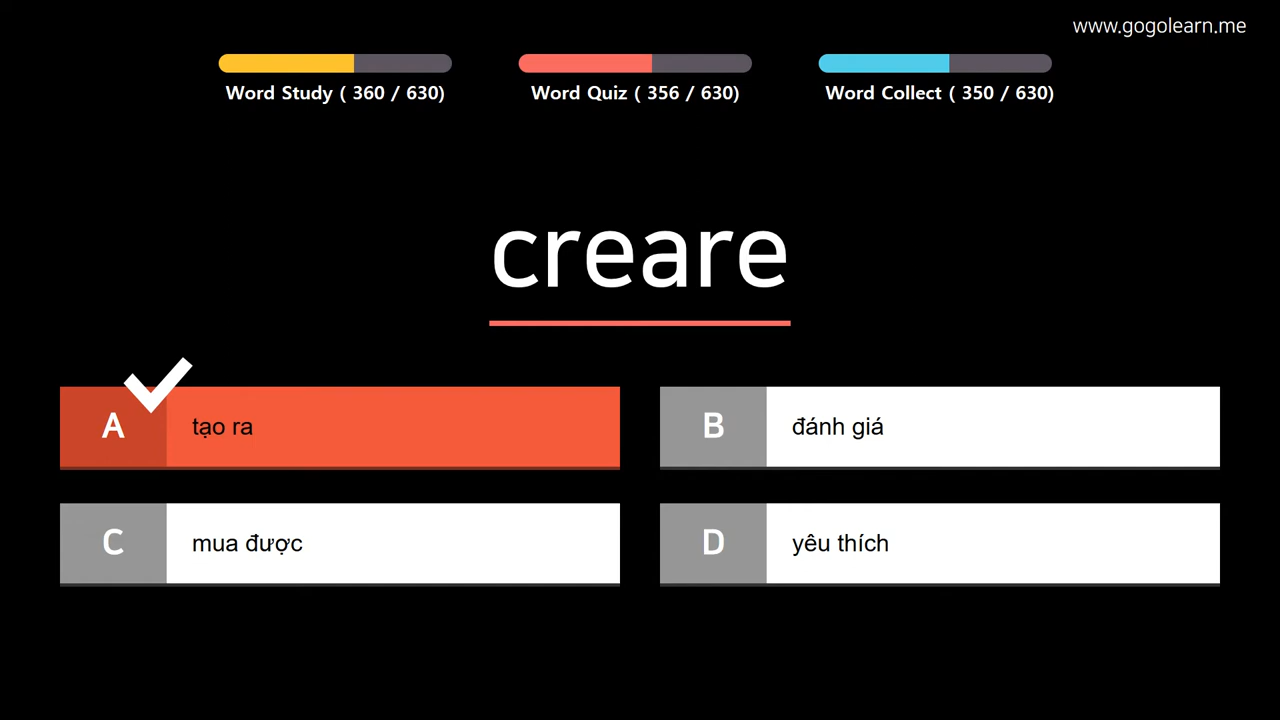 www.gogolearn.me
Word Study ( 360 / 630)
Word Quiz ( 356 / 630)
Word Collect ( 350 / 630)
creare
A tạo ra
B đánh giá
C mua được
D yêu thích